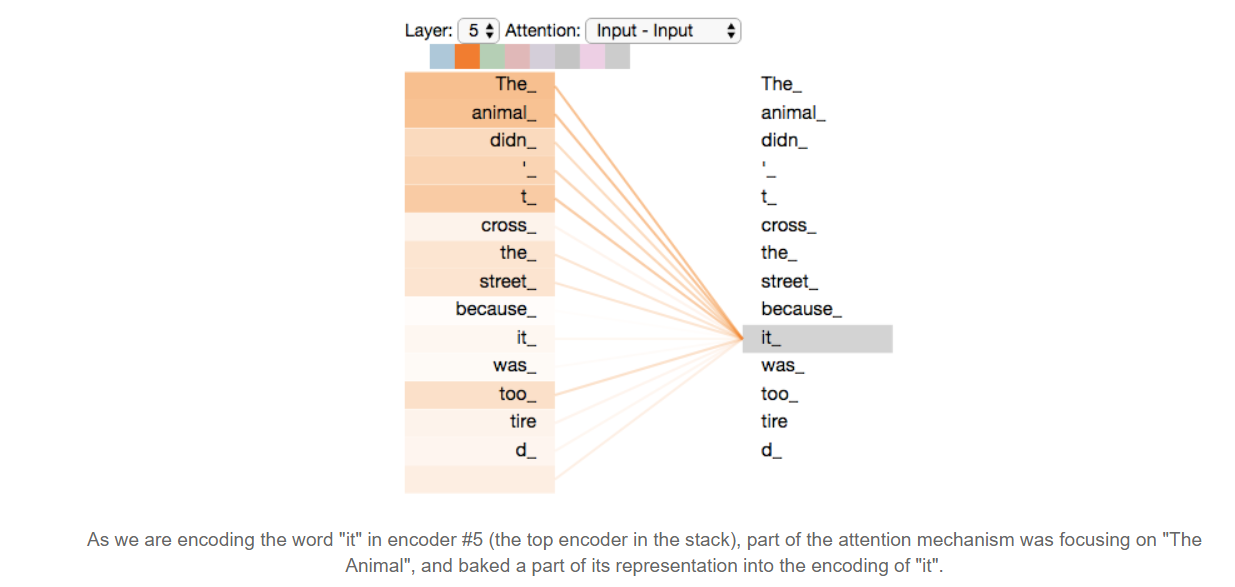 Layer: 5 Attention: Input - Input
The_ The_
animal_ animal_
didn_ didn_
'_ '_
t_ t_
cross_ cross_
the_ the_
street_ street_
because_ because_
it_ it_
was_ was_
too_ too_
tire tire
d_ d_
As we are encoding the word "it" in encoder #5 (the top encoder in the stack), part of the attention mechanism was focusing on "The
Animal", and baked a part of its representation into the encoding of "it".